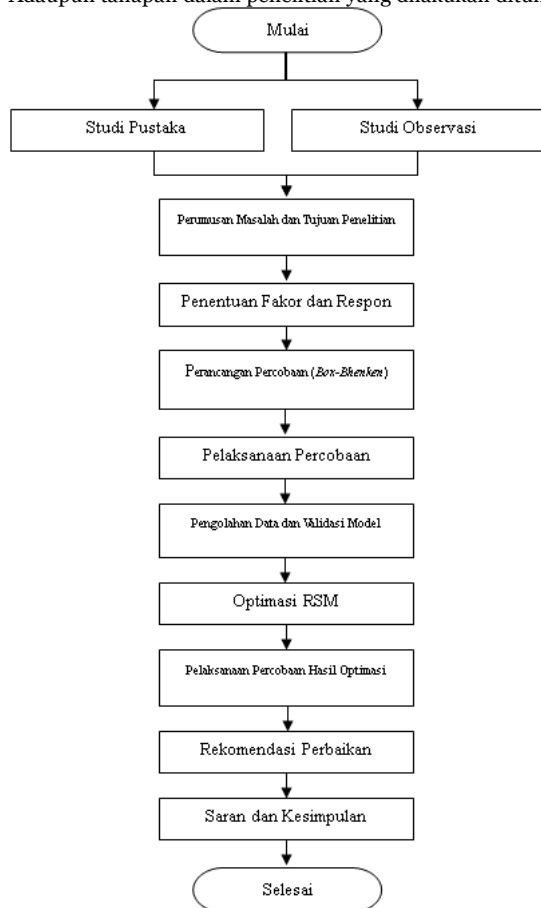 Adaupun tahapan dalam penelitian yang dilakukan
Mulai
Studi Pustaka
Studi Observasi
Perumusan Masalah dan Tujuan Penelitian
Penentuan Fakor dan Respon
Perancangan Percobaan (Box-Bhenken)
Pelaksanaan Percobaan
Pengolahan Data dan Validasi Model
Optimasi RSM
Pelaksanaan Percobaan Hasil Optimasi
Rekomendasi Perbaikan
Saran dan Kesimpulan
Selesai